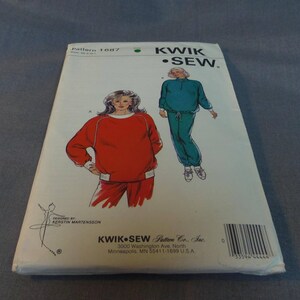 Pattern 1667
KWIK
•SEW®
DESIGNED BY
KERSTIN MARTENSSON
®
KWIK•SEW Pattern Co., Inc.
3000 Washington Ave. North
Minneapolis, MN 55411-1699 U.S.A.